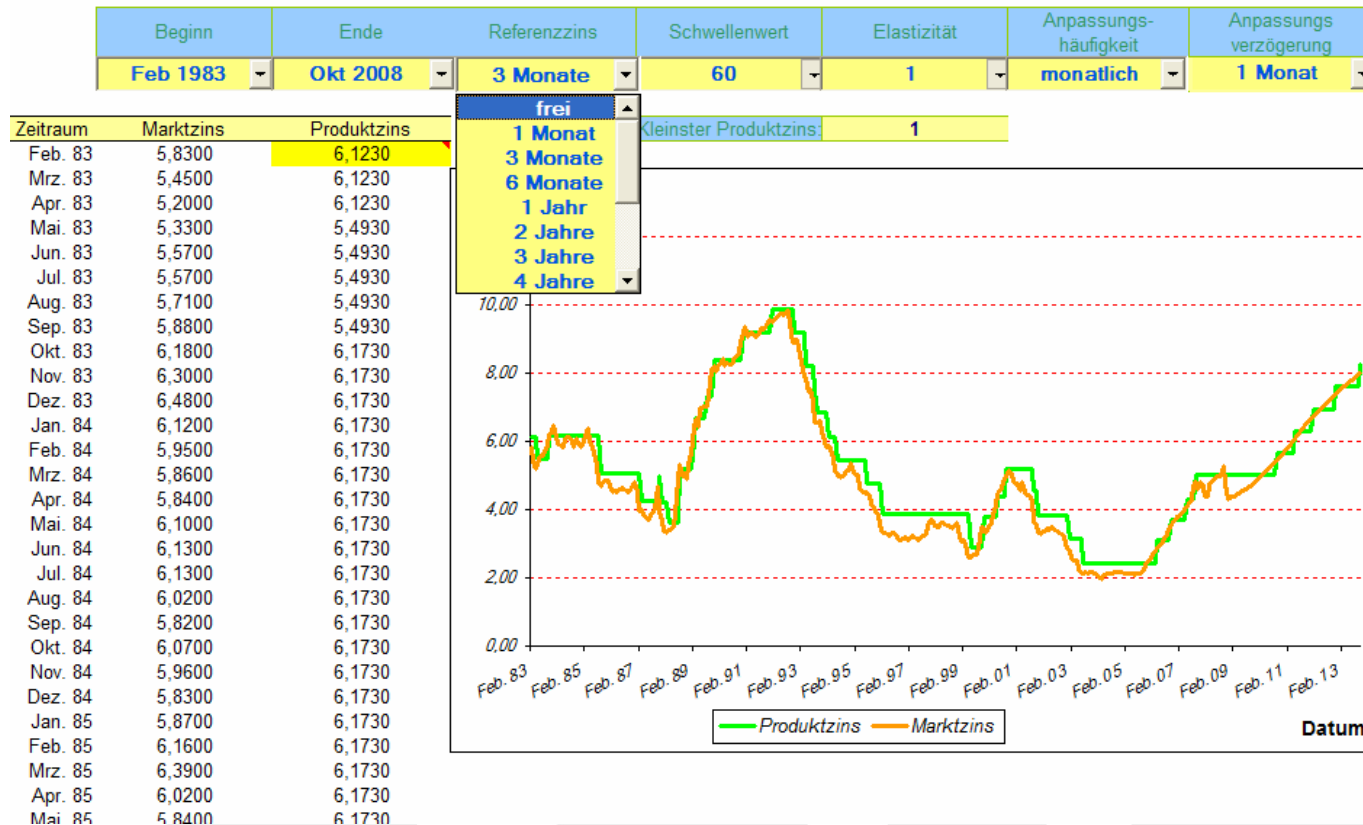 Beginn Ende Referenzzins Schwellenwert Elastizität Anpassungs- Anpassungs
häufigkeit verzögerung
Feb 1983 Okt 2008 3 Monate 60 1 monatlich 1 Monat
frei
Zeitraum Marktzins Produktzins 1 Monat Kleinster Produktzins: 1
Feb. 83 5,8300 6,1230 3 Monate
Mrz. 83 5,4500 6,1230 6 Monate
Apr. 83 5,2000 6,1230 1 Jahr
Mai. 83 5,3300 5,4930 2 Jahre
Jun. 83 5,5700 5,4930 3 Jahre
Jul. 83 5,5700 5,4930 4 Jahre
Aug. 83 5,7100 5,4930 10,00
Sep. 83 5,8800 5,4930
Okt. 83 6,1800 6,1730
Nov. 83 6,3000 6,1730 8,00
Dez. 83 6,4800 6,1730
Jan. 84 6,1200 6,1730
Feb. 84 5,9500 6,1730 6,00
Mrz. 84 5,8600 6,1730
Apr. 84 5,8400 6,1730
Mai. 84 6,1000 6,1730 4,00
Jun. 84 6,1300 6,1730
Jul. 84 6,1300 6,1730
Aug. 84 6,0200 6,1730 2,00
Sep. 84 5,8200 6,1730
Okt. 84 6,0700 6,1730 0,00
Nov. 84 5,9600 6,1730 Feb. 83 Feb. 85 Feb. 87 Feb. 89 Feb. 91 Feb. 93 Feb. 95 Feb. 97 Feb. 99 Feb. 01 Feb. 03 Feb. 05 Feb. 07 Feb. 09 Feb. 11 Feb. 13
Dez. 84 5,8300 6,1730
Jan. 85 5,8700 6,1730 Produktzins Marktzins Datum
Feb. 85 6,1600 6,1730
Mrz. 85 6,3900 6,1730
Apr. 85 6,0200 6,1730
Mai. 85 5,8400 6,1730